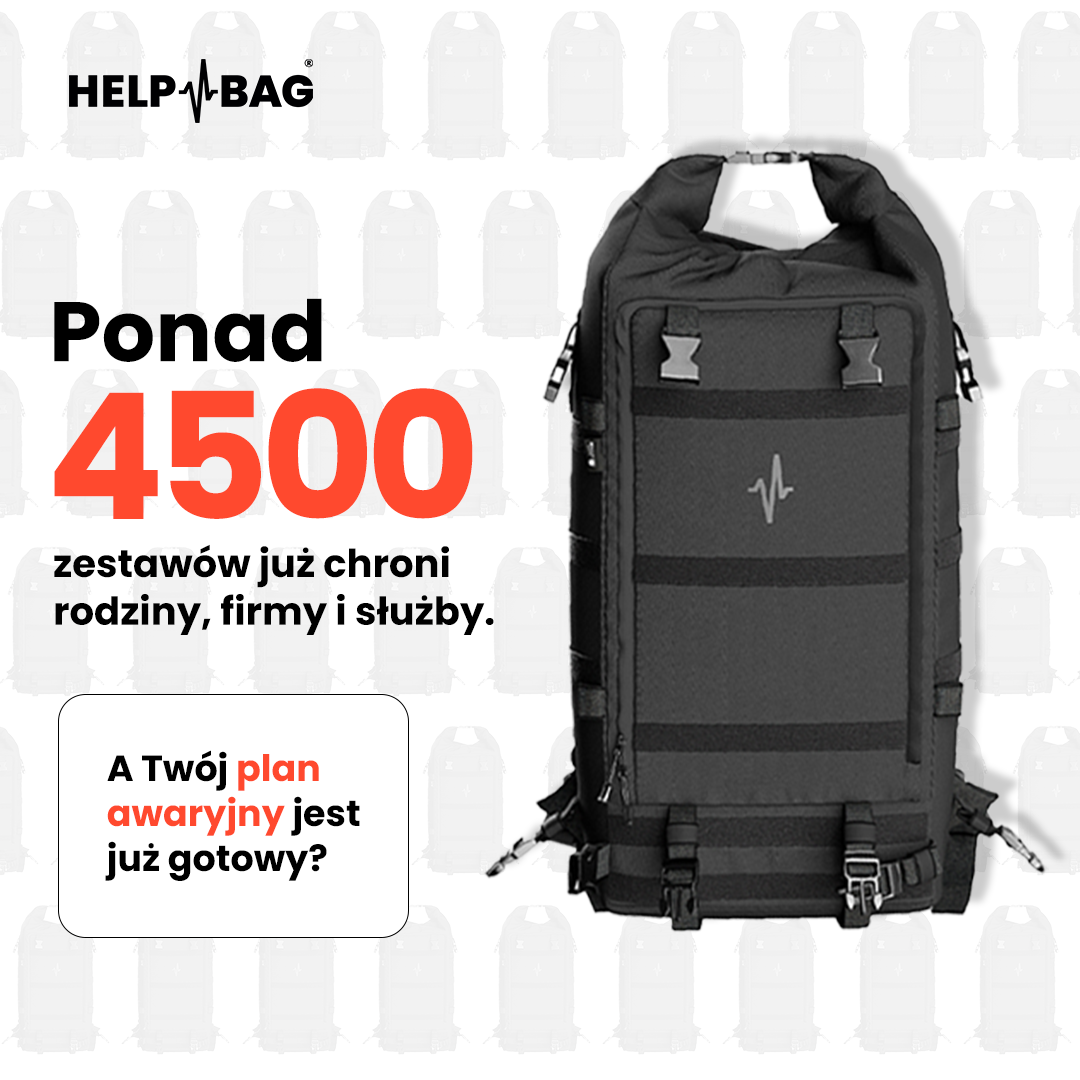 HELP BAG®
Ponad
4500
zestawów już chroni
rodziny, firmy i służby.
A Twój plan
awaryjny jest
już gotowy?